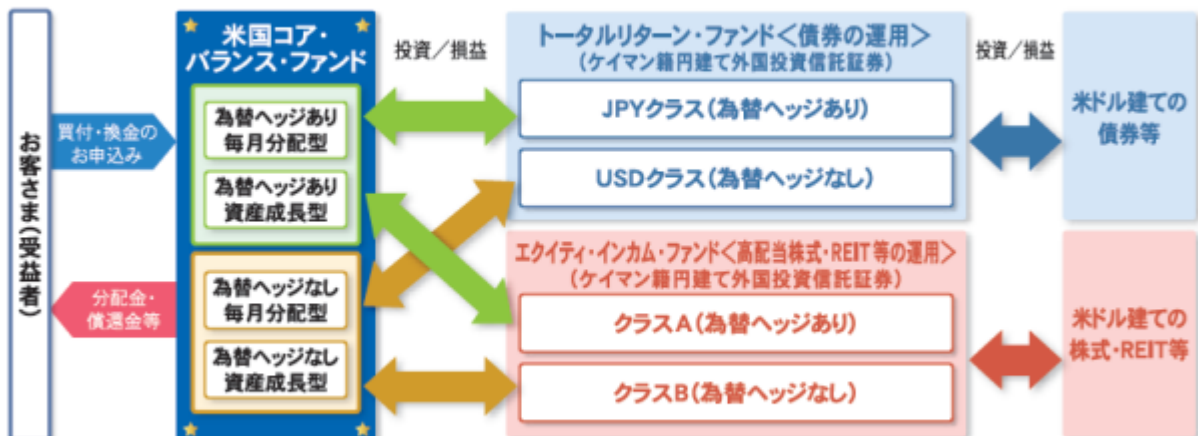 お客さま(受益者)
買付・換金の
お申込み
分配金・
償還金等
米国コア・
バランス・ファンド
為替ヘッジあり
毎月分配型
為替ヘッジあり
資産成長型
為替ヘッジなし
毎月分配型
為替ヘッジなし
資産成長型
投資／損益
トータルリターン・ファンド＜債券の運用＞
(ケイマン籍円建て外国投資信託証券)
JPYクラス(為替ヘッジあり)
USDクラス(為替ヘッジなし)
エクイティ・インカム・ファンド＜高配当株式・REIT等の運用＞
(ケイマン籍円建て外国投資信託証券)
クラスA(為替ヘッジあり)
クラスB(為替ヘッジなし)
投資／損益
米ドル建ての
債券等
米ドル建ての
株式・REIT等